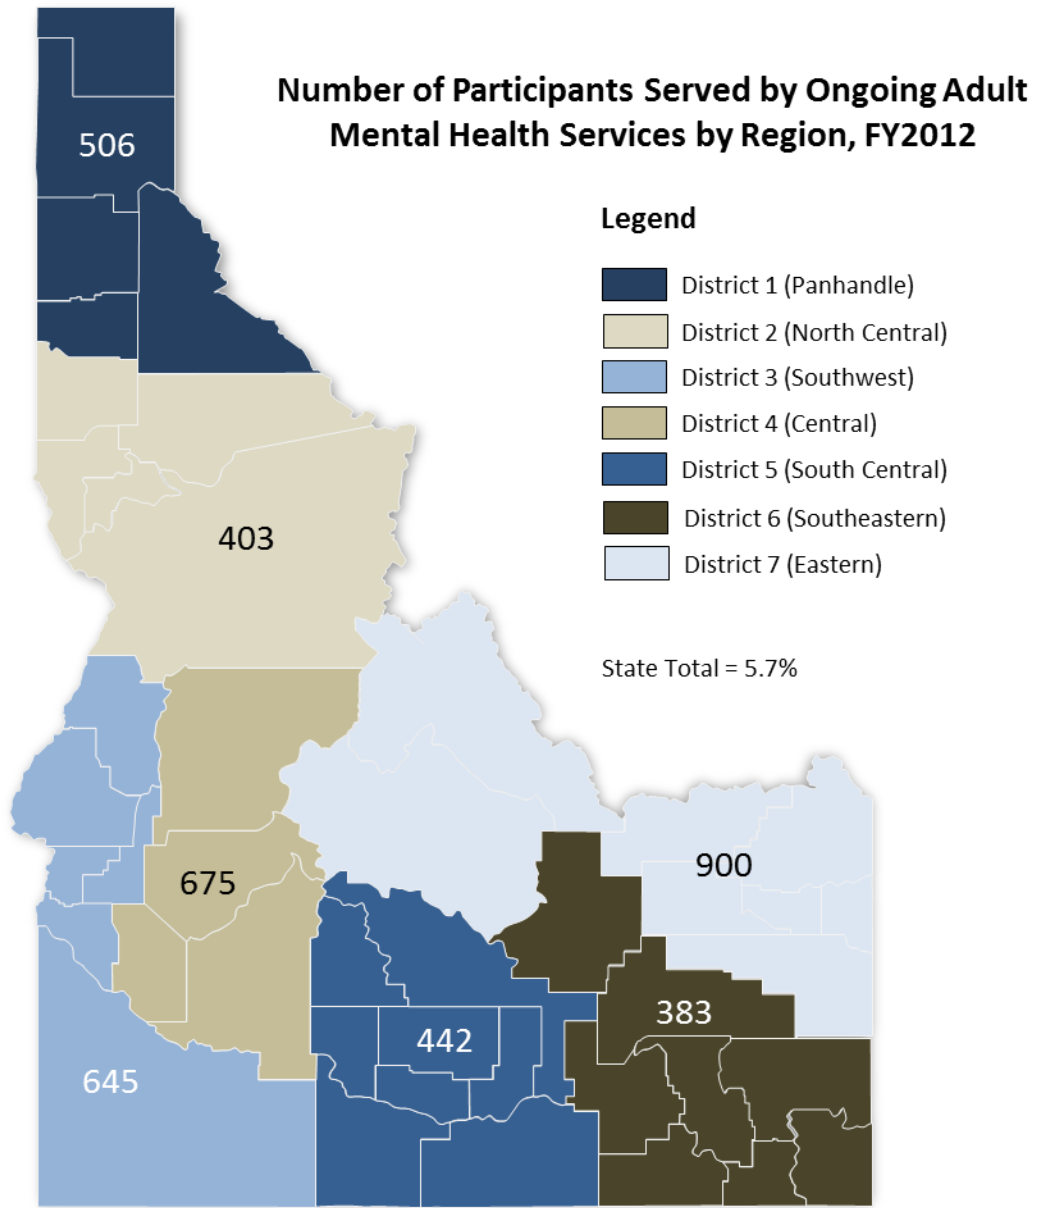 Number of Participants Served by Ongoing Adult
Mental Health Services by Region, FY2012
506
Legend
District 1 (Panhandle)
District 2 (North Central)
District 3 (Southwest)
District 4 (Central)
District 5 (South Central)
District 6 (Southeastern)
403
District 7 (Eastern)
State Total = 5.7%
900
675
383
442
645